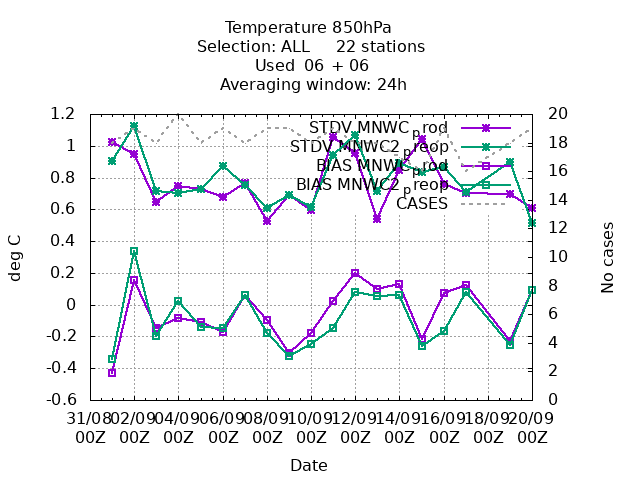 Temperature 850hPa
Selection: ALL 22 stations
Used 06 + 06
Averaging window: 24h
STDV MNWC_prod
STDV MNWC2_preop
BIAS MNWC_prod
BIAS MNWC2_preop
CASES
deg C
1.2
1
0.8
0.6
0.4
0.2
0
-0.2
-0.4
-0.6
No cases
20
18
16
14
12
10
8
6
4
2
0
31/08 02/09 04/09 06/09 08/09 10/09 12/09 14/09 16/09 18/09 20/09
00Z 00Z 00Z 00Z 00Z 00Z 00Z 00Z 00Z 00Z 00Z
Date